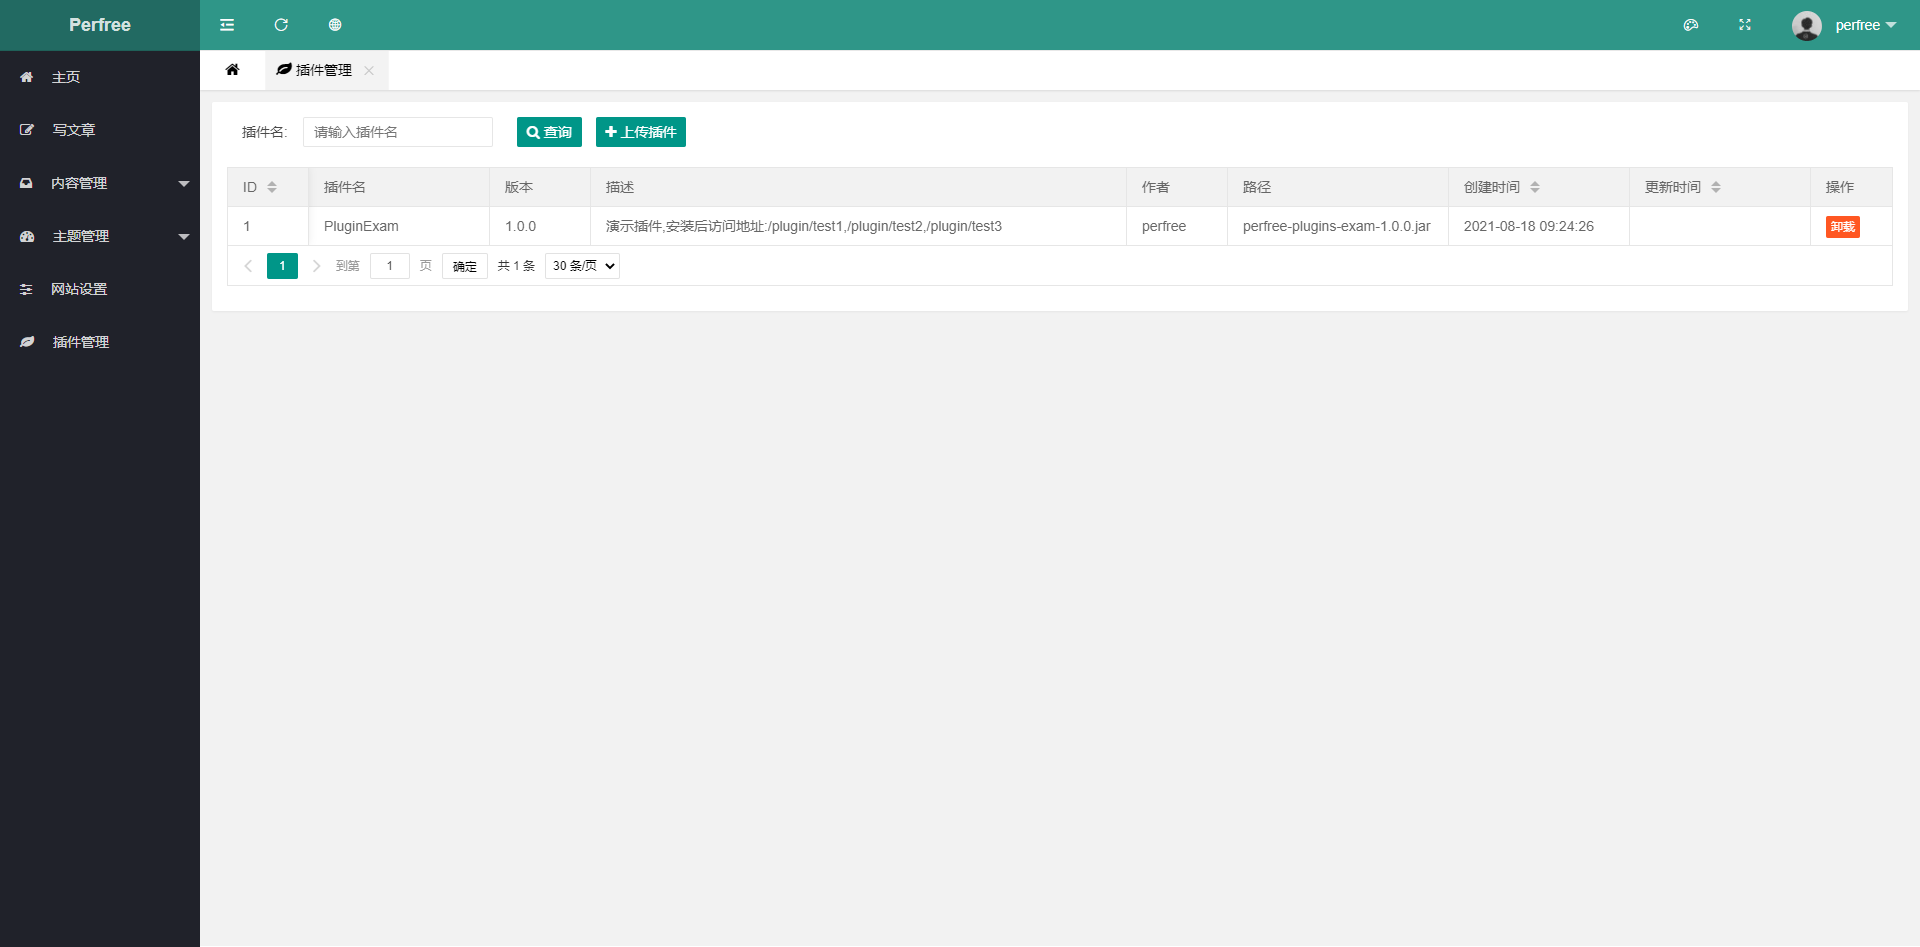 Perfree
perfree
主页
写文章
内容管理
主题管理
网站设置
插件管理
插件管理
插件名: 请输入插件名 查询 上传插件
ID 插件名 版本 描述 作者 路径 创建时间 更新时间 操作
1 PluginExam 1.0.0 演示插件,安装后访问地址:/plugin/test1,/plugin/test2,/plugin/test3 perfree perfree-plugins-exam-1.0.0.jar 2021-08-18 09:24:26 卸载
1 到第 1 页 确定 共 1 条 30 条/页